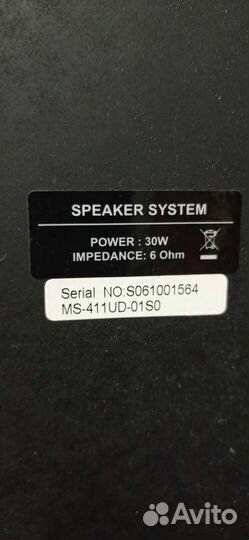 SPEAKER SYSTEM
POWER : 30W
IMPEDANCE: 6 Ohm
Serial NO:S061001564
MS-411UD-01S0
Avito